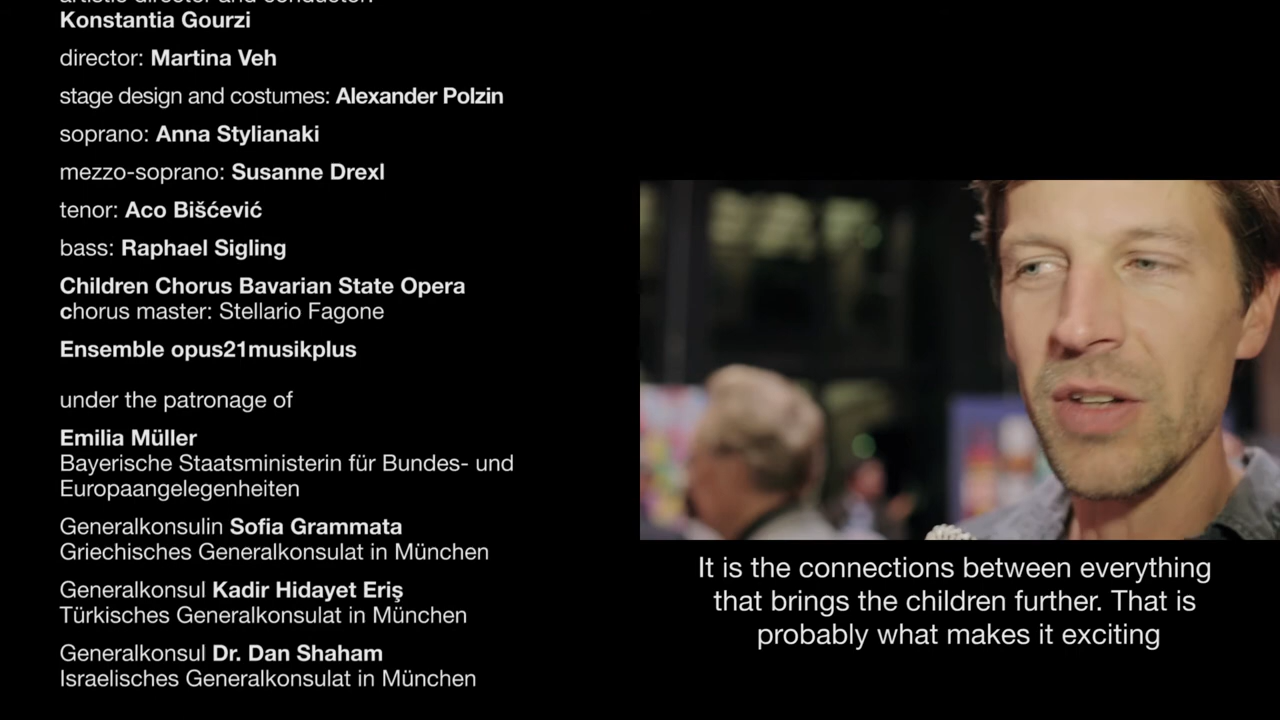 artistic director and conductor:
Konstantia Gourzi
director: Martina Veh
stage design and costumes: Alexander Polzin
soprano: Anna Stylianaki
mezzo-soprano: Susanne Drexl
tenor: Aco Bišćević
bass: Raphael Sigling
Children Chorus Bavarian State Opera
chorus master: Stellario Fagone
Ensemble opus21musikplus
under the patronage of
Emilia Müller
Bayerische Staatsministerin für Bundes- und
Europaangelegenheiten
Generalkonsulin Sofia Grammata
Griechisches Generalkonsulat in München
Generalkonsul Kadir Hidayet Eriş
Türkisches Generalkonsulat in München
Generalkonsul Dr. Dan Shaham
Israelisches Generalkonsulat in München
It is the connections between everything
that brings the children further. That is
probably what makes it exciting